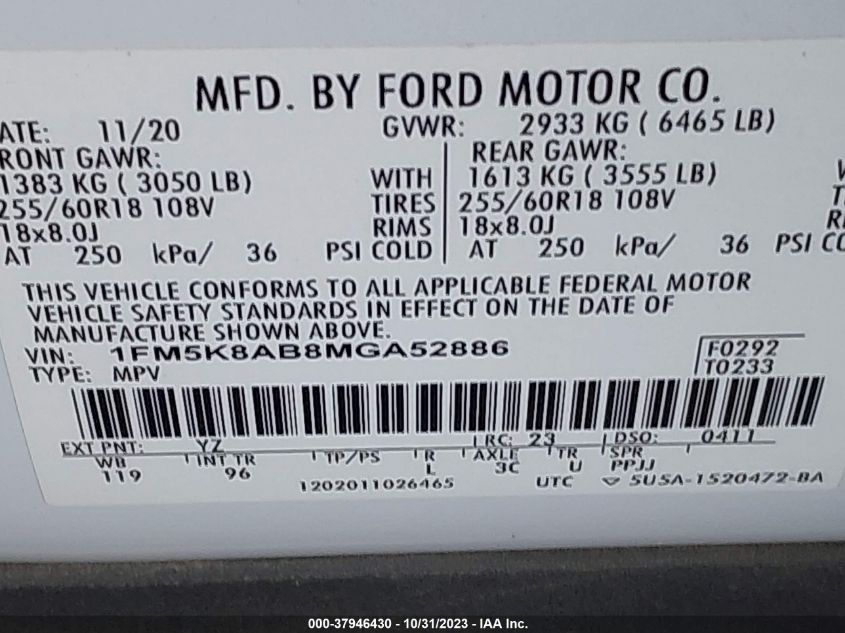 MFD. BY FORD MOTOR CO.
ATE: 11/20 GVWR: 2933 KG ( 6465 LB)
RONT GAWR: REAR GAWR:
1383 KG ( 3050 LB) WITH 1613 KG ( 3555 LB)
255/60R18 108V TIRES 255/60R18 108V
18x8.0J RIMS 18x8.0J
AT 250 kPa/ 36 PSI COLD AT 250 kPa/ 36 PSI CO
THIS VEHICLE CONFORMS TO ALL APPLICABLE FEDERAL MOTOR
VEHICLE SAFETY STANDARDS IN EFFECT ON THE DATE OF
MANUFACTURE SHOWN ABOVE.
VIN: 1FM5K8AB8MGA52886 F0292
TYPE: MPV T0233
EXT PNT: YZ RC: 23 DSO: 0411
WB INT TR TP/PS R AXLE TR SPR
119 96 L 3C U PPJJ
1202011026465 UTC 5U5A-1520472-BA
000-37946430 - 10/31/2023 - IAA Inc.